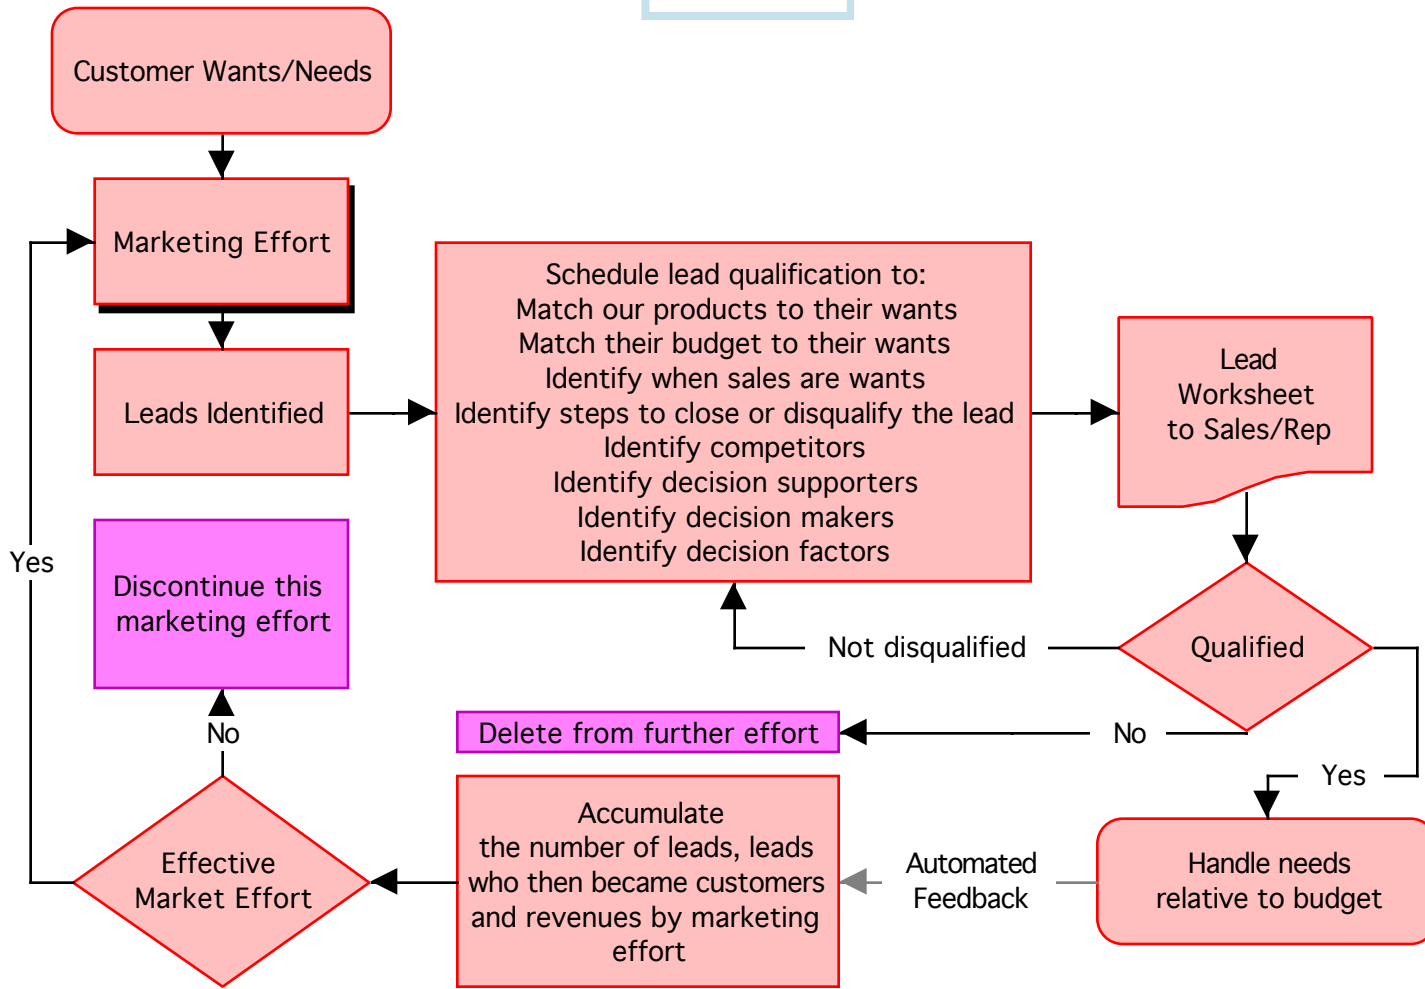 Customer Wants/Needs
Marketing Effort
Leads Identified
Schedule lead qualification to:
Match our products to their wants
Match their budget to their wants
Identify when sales are wants
Identify steps to close or disqualify the lead
Identify competitors
Identify decision supporters
Identify decision makers
Identify decision factors
Lead
Worksheet
to Sales/Rep
Yes
Discontinue this
marketing effort
Not disqualified
Qualified
No
Delete from further effort
No
Yes
Effective
Market Effort
Accumulate
the number of leads, leads
who then became customers
and revenues by marketing
effort
Automated
Feedback
Handle needs
relative to budget